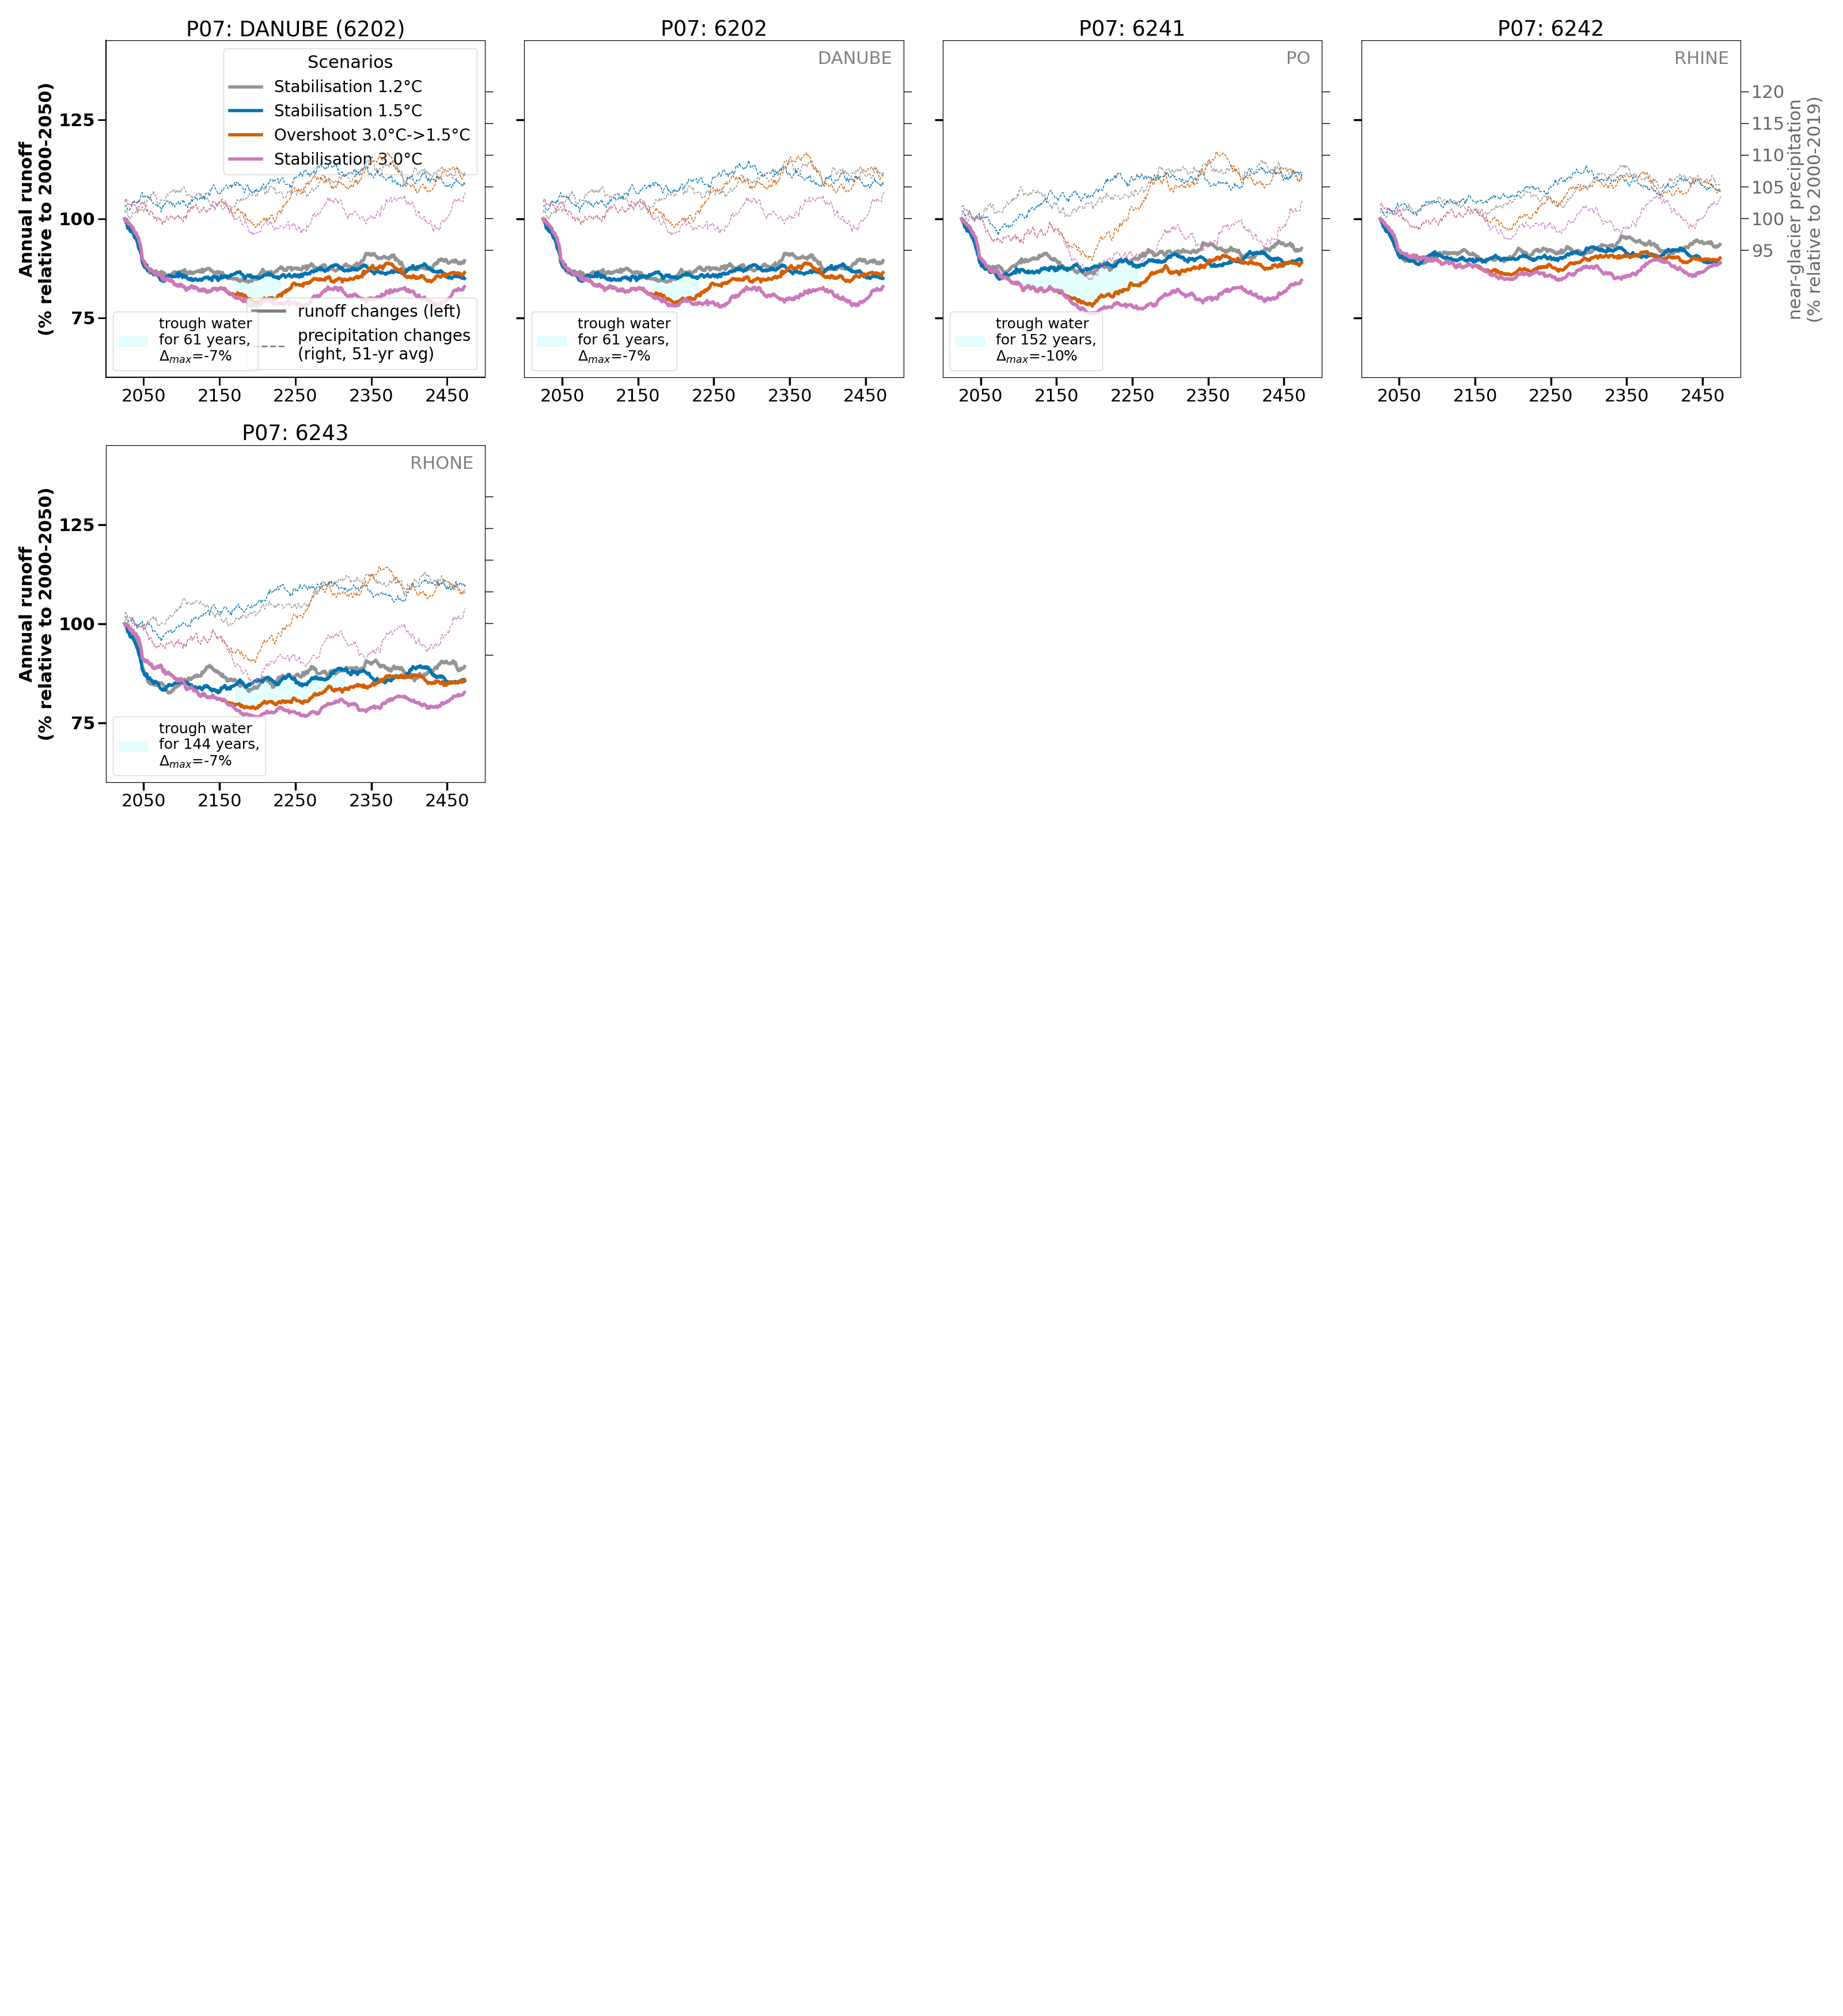 P07: DANUBE (6202)
P07: 6202
P07: 6241
P07: 6242
Annual runoff
(% relative to 2000-2050)
125
100
75
Scenarios
Stabilisation 1.2°C
Stabilisation 1.5°C
Overshoot 3.0°C->1.5°C
Stabilisation 3.0°C
trough water
for 61 years,
Δmax=-7%
runoff changes (left)
precipitation changes
(right, 51-yr avg)
2050 2150 2250 2350 2450
DANUBE
trough water
for 61 years,
Δmax=-7%
2050 2150 2250 2350 2450
PO
trough water
for 152 years,
Δmax=-10%
2050 2150 2250 2350 2450
RHINE
2050 2150 2250 2350 2450
120
115
110
105
100
95
near-glacier precipitation
(% relative to 2000-2019)
P07: 6243
Annual runoff
(% relative to 2000-2050)
125
100
75
RHONE
trough water
for 144 years,
Δmax=-7%
2050 2150 2250 2350 2450